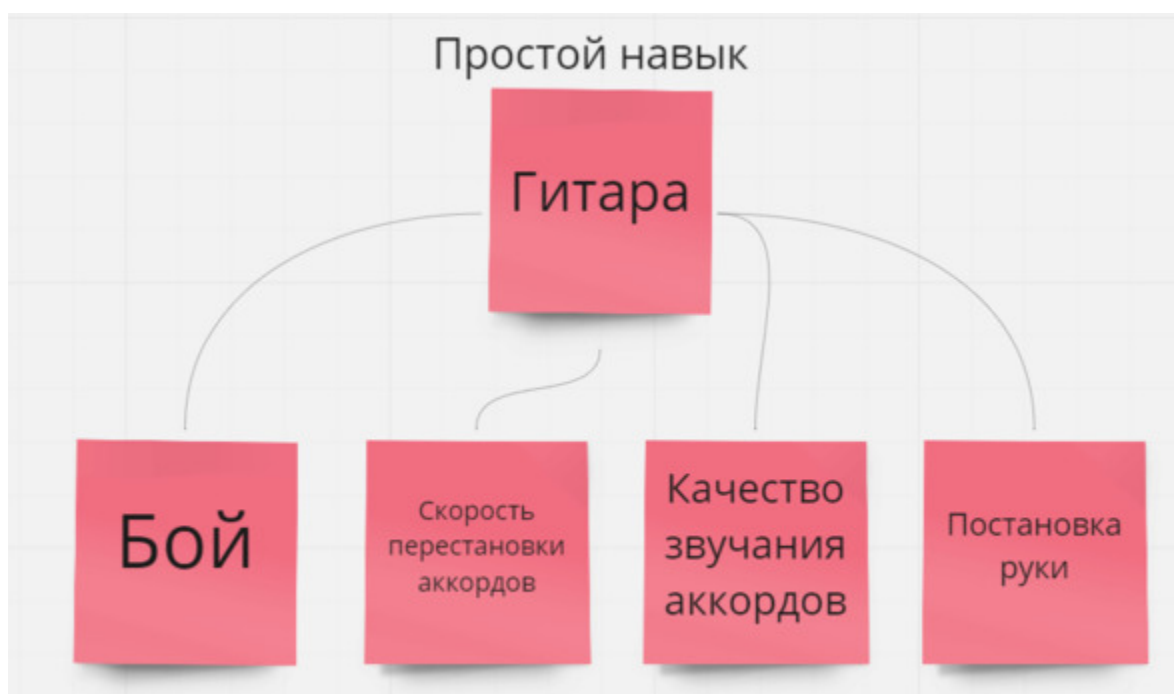 Простой навык
Гитара
Бой
Скорость
перестановки
аккордов
Качество
звучания
аккордов
Постановка
руки